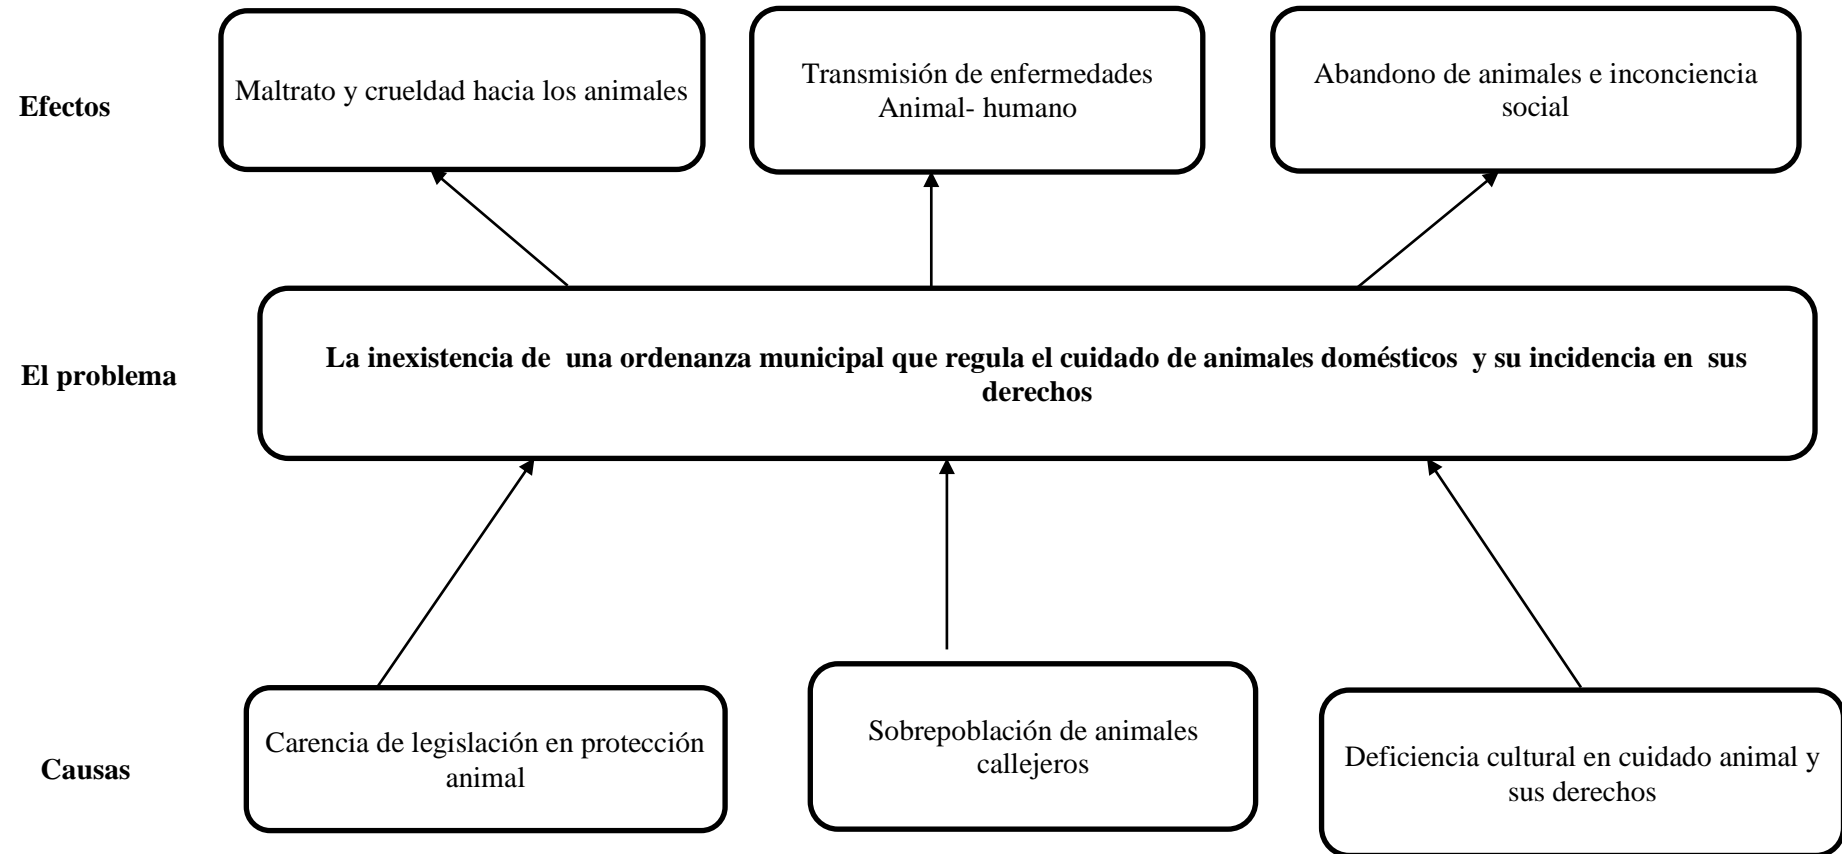 Efectos
Maltrato y crueldad hacia los animales
Transmisión de enfermedades
Animal- humano
Abandono de animales e inconciencia
social
El problema
La inexistencia de  una ordenanza municipal que regula el cuidado de animales domésticos  y su incidencia en  sus
derechos
Causas
Carencia de legislación en protección
animal
Sobrepoblación de animales
callejeros
Deficiencia cultural en cuidado animal y
sus derechos